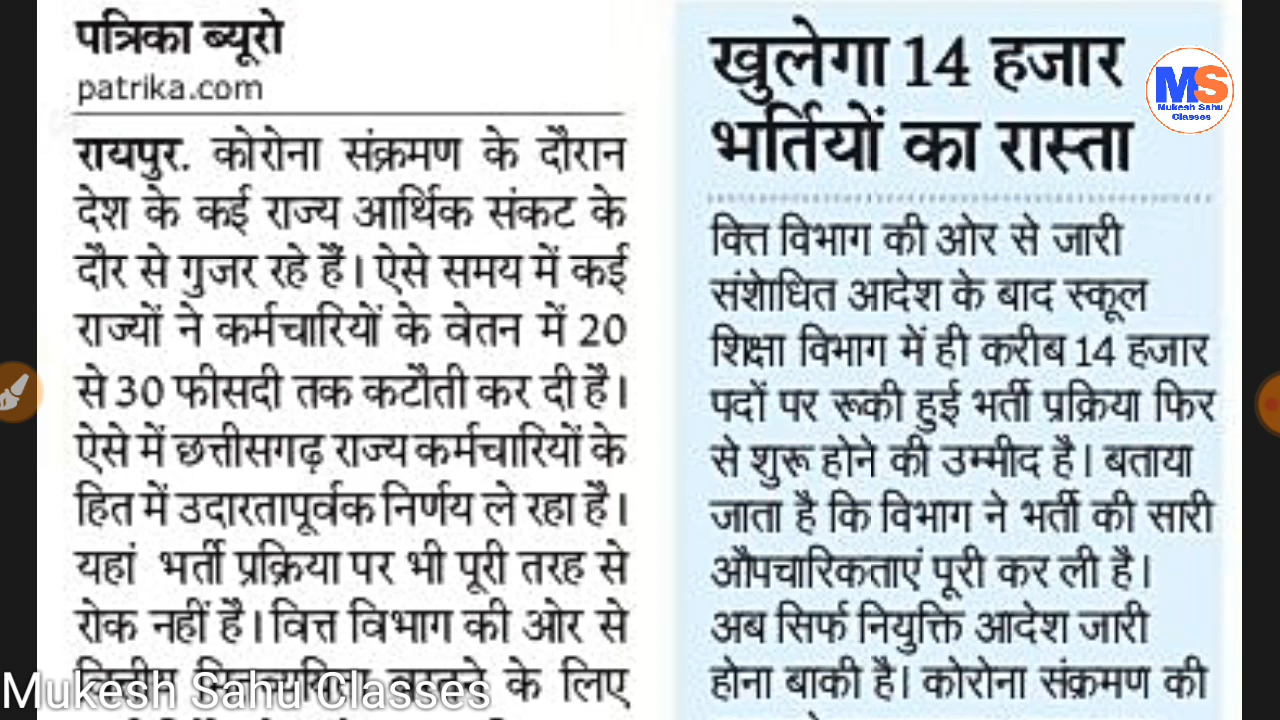 पत्रिका ब्यूरो
patrika.com
रायपुर. कोरोना संक्रमण के दौरान
देश के कई राज्य आर्थिक संकट के
दौर से गुजर रहे हैं। ऐसे समय में कई
राज्यों ने कर्मचारियों के वेतन में 20
से 30 फीसदी तक कटौती कर दी है।
ऐसे में छत्तीसगढ़ राज्य कर्मचारियों के
हित में उदारतापूर्वक निर्णय ले रहा है।
यहां भर्ती प्रक्रिया पर भी पूरी तरह से
रोक नहीं है। वित्त विभाग की ओर से
के लिए
खुलेगा 14 हजार
भर्तियों का रास्ता
वित्त विभाग की ओर से जारी
संशोधित आदेश के बाद स्कूल
शिक्षा विभाग में ही करीब 14 हजार
पदों पर रूकी हुई भर्ती प्रक्रिया फिर
से शुरू होने की उम्मीद है। बताया
जाता है कि विभाग ने भर्ती की सारी
औपचारिकताएं पूरी कर ली है।
अब सिर्फ नियुक्ति आदेश जारी
होना बाकी है। कोरोना संक्रमण की
MS
Mukesh Sahu
Classes
Mukesh Sahu Classes